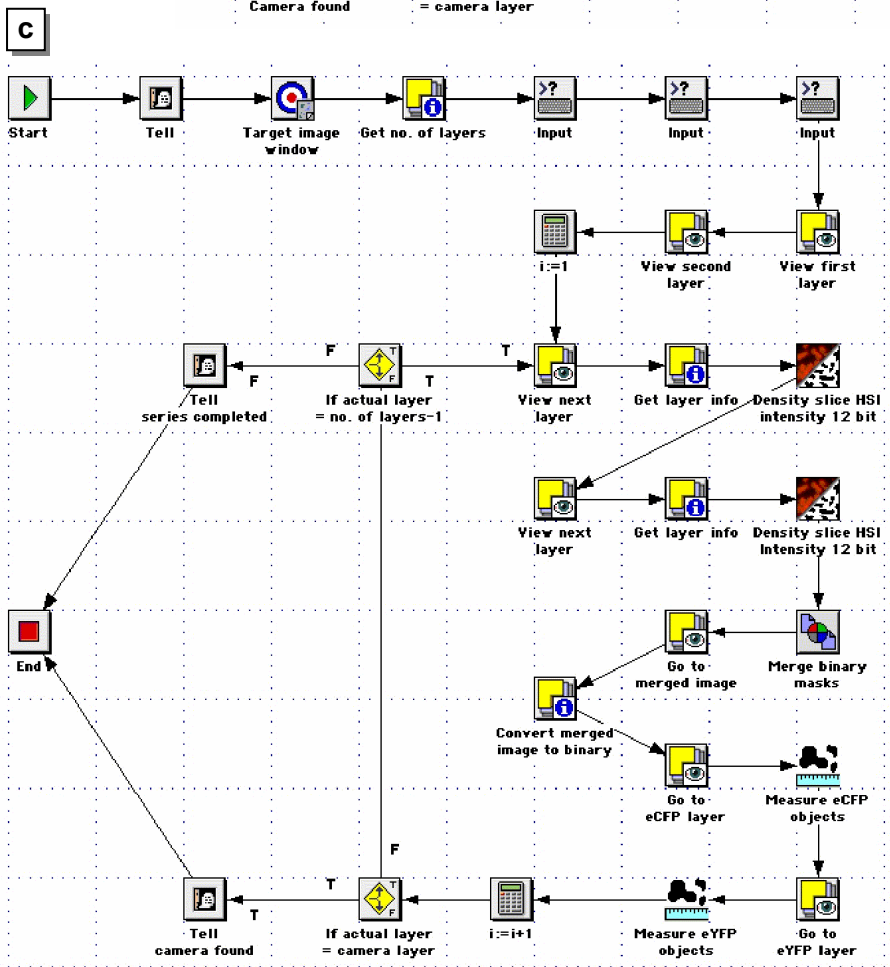 Camera found = camera layer
C
Start Tell Target image window Get no. of layers Input Input Input
i:=1 View second layer View first layer
F T
F T
Tell series completed If actual layer = no. of layers-1 View next layer Get layer info Density slice HSI intensity 12 bit
View next layer Get layer info Density slice HSI Intensity 12 bit
End Go to merged image Merge binary masks
Convert merged image to binary
Go to eCFP layer Measure eCFP objects
F
T
T
Tell camera found If actual layer = camera layer i:=i+1 Measure eYFP objects Go to eYFP layer